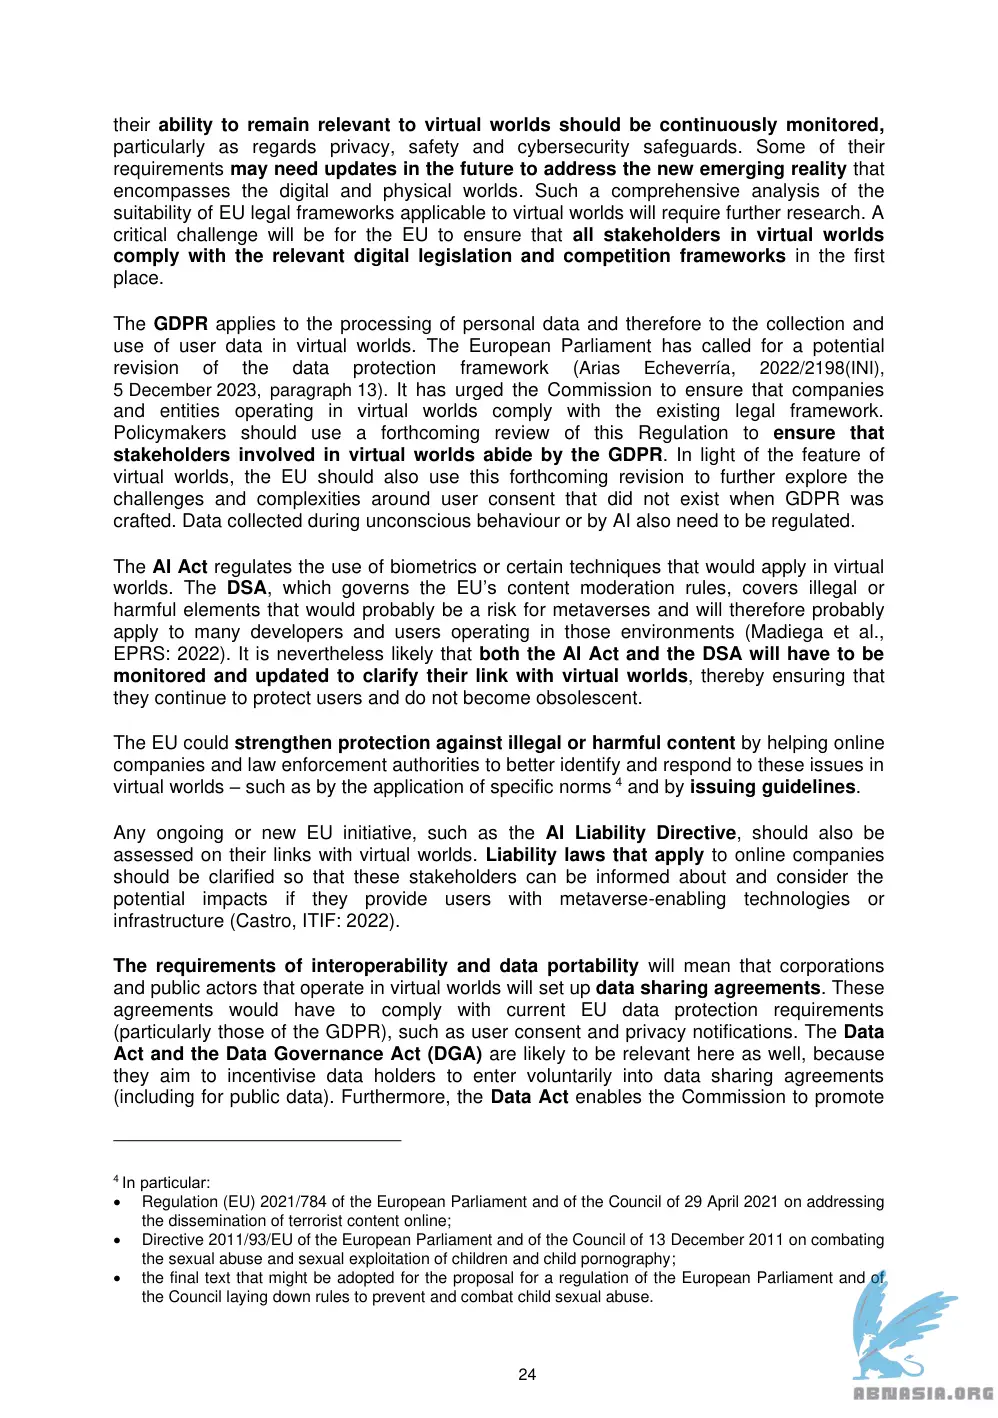 their ability to remain relevant to virtual worlds should be continuously monitored,
particularly as regards privacy, safety and cybersecurity safeguards. Some of their
requirements may need updates in the future to address the new emerging reality that
encompasses the digital and physical worlds. Such a comprehensive analysis of the
suitability of EU legal frameworks applicable to virtual worlds will require further research. A
critical challenge will be for the EU to ensure that all stakeholders in virtual worlds
comply with the relevant digital legislation and competition frameworks in the first
place.
The GDPR applies to the processing of personal data and therefore to the collection and
use of user data in virtual worlds. The European Parliament has called for a potential
revision of the data protection framework (Arias Echeverría, 2022/2198(INI),
5 December 2023, paragraph 13). It has urged the Commission to ensure that companies
and entities operating in virtual worlds comply with the existing legal framework.
Policymakers should use a forthcoming review of this Regulation to ensure that
stakeholders involved in virtual worlds abide by the GDPR. In light of the feature of
virtual worlds, the EU should also use this forthcoming revision to further explore the
challenges and complexities around user consent that did not exist when GDPR was
crafted. Data collected during unconscious behaviour or by AI also need to be regulated.
The AI Act regulates the use of biometrics or certain techniques that would apply in virtual
worlds. The DSA, which governs the EU’s content moderation rules, covers illegal or
harmful elements that would probably be a risk for metaverses and will therefore probably
apply to many developers and users operating in those environments (Madiega et al.,
EPRS: 2022). It is nevertheless likely that both the AI Act and the DSA will have to be
monitored and updated to clarify their link with virtual worlds, thereby ensuring that
they continue to protect users and do not become obsolescent.
The EU could strengthen protection against illegal or harmful content by helping online
companies and law enforcement authorities to better identify and respond to these issues in
virtual worlds – such as by the application of specific norms 4 and by issuing guidelines.
Any ongoing or new EU initiative, such as the AI Liability Directive, should also be
assessed on their links with virtual worlds. Liability laws that apply to online companies
should be clarified so that these stakeholders can be informed about and consider the
potential impacts if they provide users with metaverse-enabling technologies or
infrastructure (Castro, ITIF: 2022).
The requirements of interoperability and data portability will mean that corporations
and public actors that operate in virtual worlds will set up data sharing agreements. These
agreements would have to comply with current EU data protection requirements
(particularly those of the GDPR), such as user consent and privacy notifications. The Data
Act and the Data Governance Act (DGA) are likely to be relevant here as well, because
they aim to incentivise data holders to enter voluntarily into data sharing agreements
(including for public data). Furthermore, the Data Act enables the Commission to promote
4 In particular:
• Regulation (EU) 2021/784 of the European Parliament and of the Council of 29 April 2021 on addressing
the dissemination of terrorist content online;
• Directive 2011/93/EU of the European Parliament and of the Council of 13 December 2011 on combating
the sexual abuse and sexual exploitation of children and child pornography;
• the final text that might be adopted for the proposal for a regulation of the European Parliament and of
the Council laying down rules to prevent and combat child sexual abuse.
24
ABNASIA.ORG